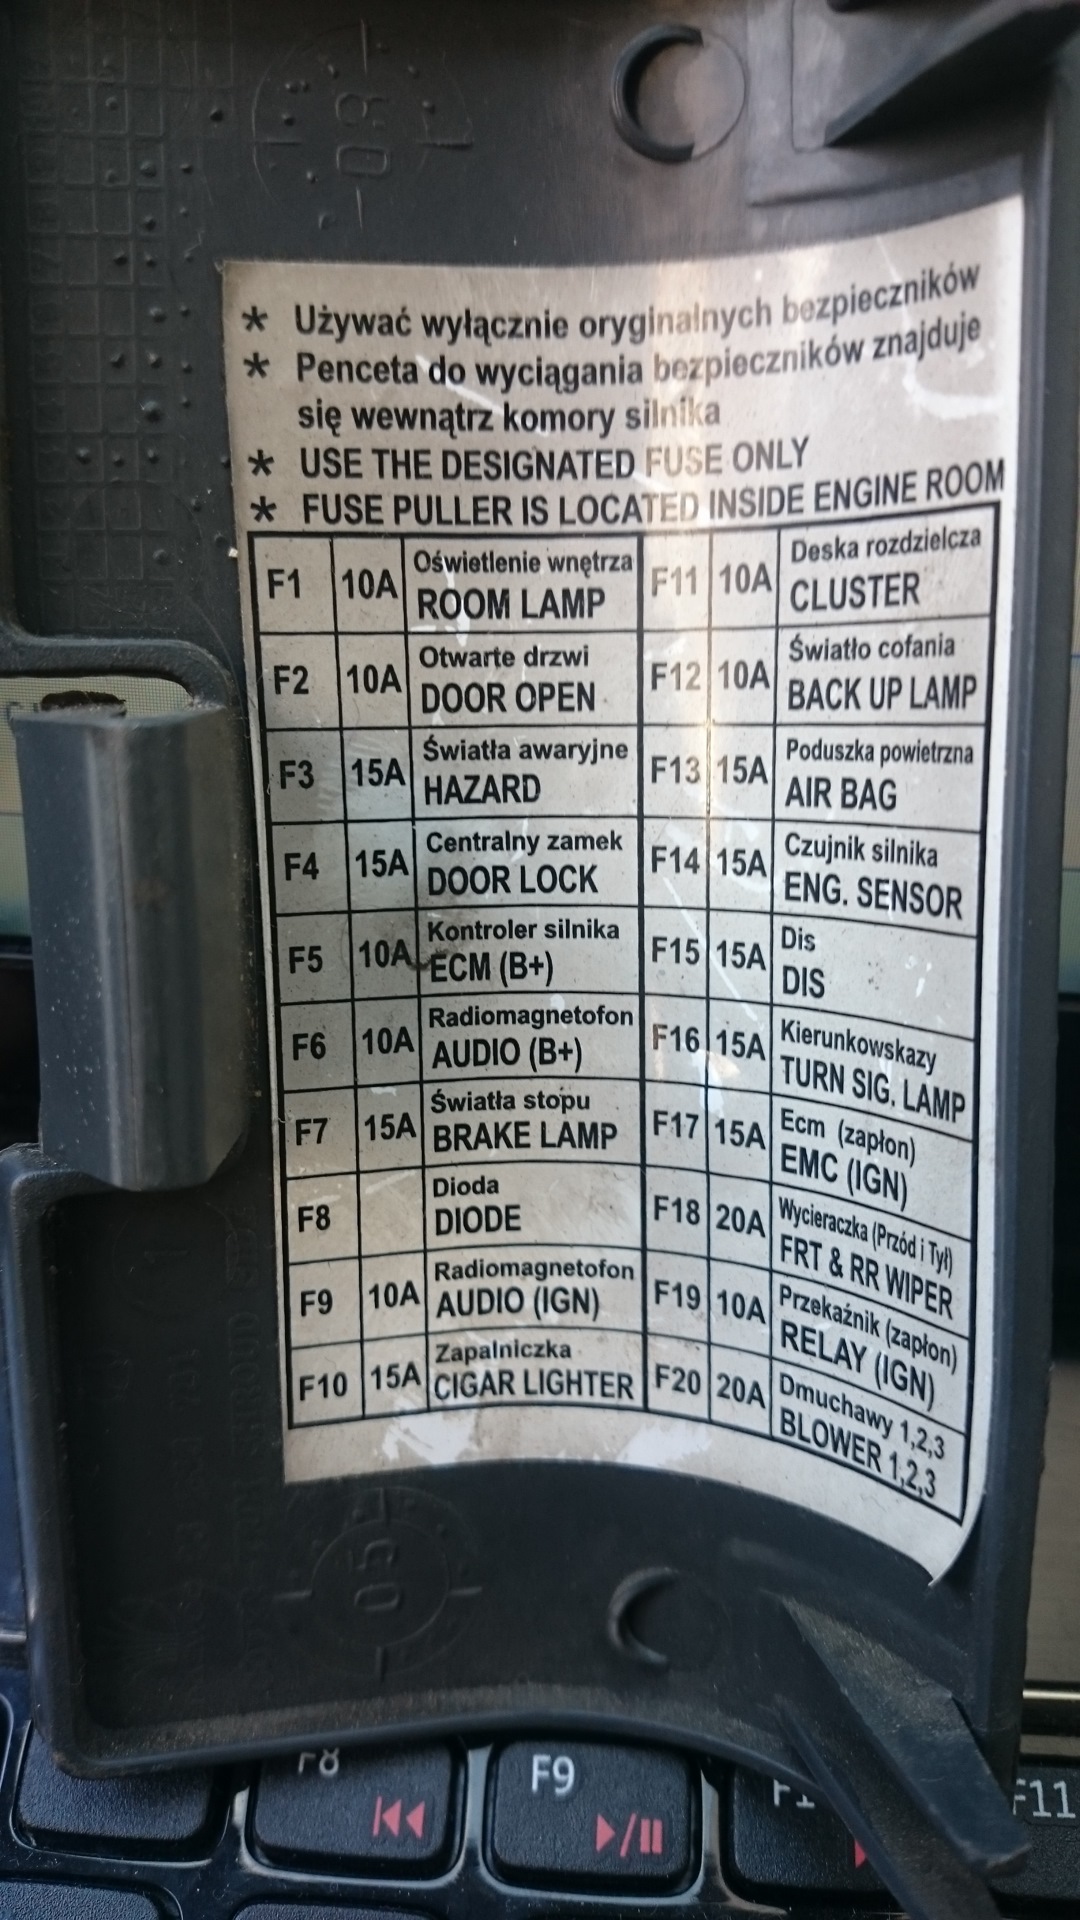 08
* Używać wyłącznie oryginalnych bezpieczników
* Penceta do wyciągania bezpieczników znajduje
się wewnątrz komory silnika
* USE THE DESIGNATED FUSE ONLY
* FUSE PULLER IS LOCATED INSIDE ENGINE ROOM
F1 10A Oświetlenie wnętrza
ROOM LAMP
F11 10A Deska rozdzielcza
CLUSTER
F2 10A Otwarte drzwi
DOOR OPEN
F12 10A Światło cofania
BACK UP LAMP
F3 15A Światła awaryjne
HAZARD
F13 15A Poduszka powietrzna
AIR BAG
F4 15A Centralny zamek
DOOR LOCK
F14 15A Czujnik silnika
ENG. SENSOR
F5 10A Kontroler silnika
ECM (B+)
F15 15A Dis
DIS
F6 10A Radiomagnetofon
AUDIO (B+)
F16 15A Kierunkowskazy
TURN SIG. LAMP
F7 15A Światła stopu
BRAKE LAMP
F17 15A Ecm (zapłon)
EMC (IGN)
F8 Dioda
DIODE
F18 20A Wycieraczka (Przód i Tył)
FRT & RR WIPER
F9 10A Radiomagnetofon
AUDIO (IGN)
F19 10A Przekaźnik (zapłon)
RELAY (IGN)
F10 15A Zapalniczka
CIGAR LIGHTER
F20 20A Dmuchawy 1,2,3
BLOWER 1,2,3
05
F8
F9
F11